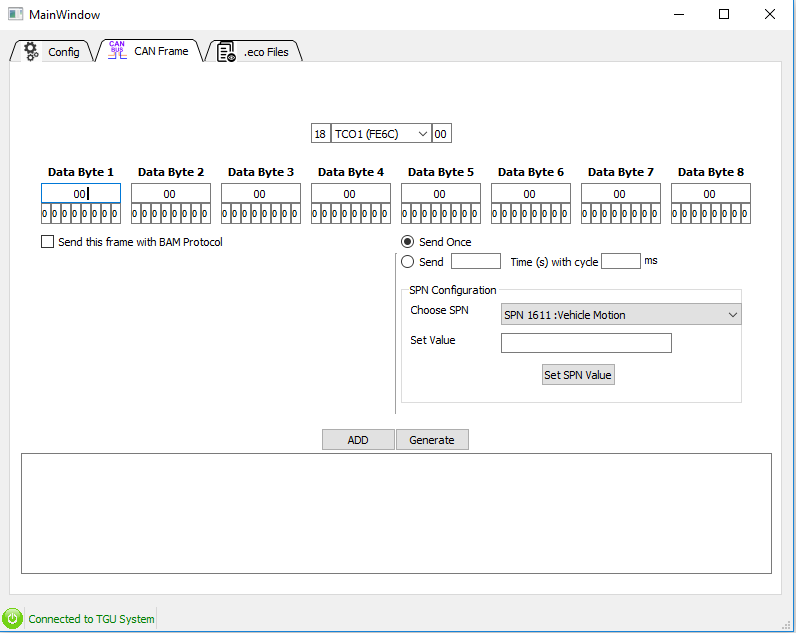 MainWindow
Config
CAN BUS
CAN Frame
.eco Files
18 TCO1 (FE6C) 00
Data Byte 1 Data Byte 2 Data Byte 3 Data Byte 4 Data Byte 5 Data Byte 6 Data Byte 7 Data Byte 8
00 00 00 00 00 00 00 00
0 0 0 0 0 0 0 0 0 0 0 0 0 0 0 0 0 0 0 0 0 0 0 0 0 0 0 0 0 0 0 0 0 0 0 0 0 0 0 0 0 0 0 0 0 0 0 0 0 0 0 0 0 0 0 0 0 0 0 0 0 0 0 0
Send this frame with BAM Protocol
Send Once
Send Time (s) with cycle ms
SPN Configuration
Choose SPN SPN 1611 :Vehicle Motion
Set Value
Set SPN Value
ADD Generate
Connected to TGU System